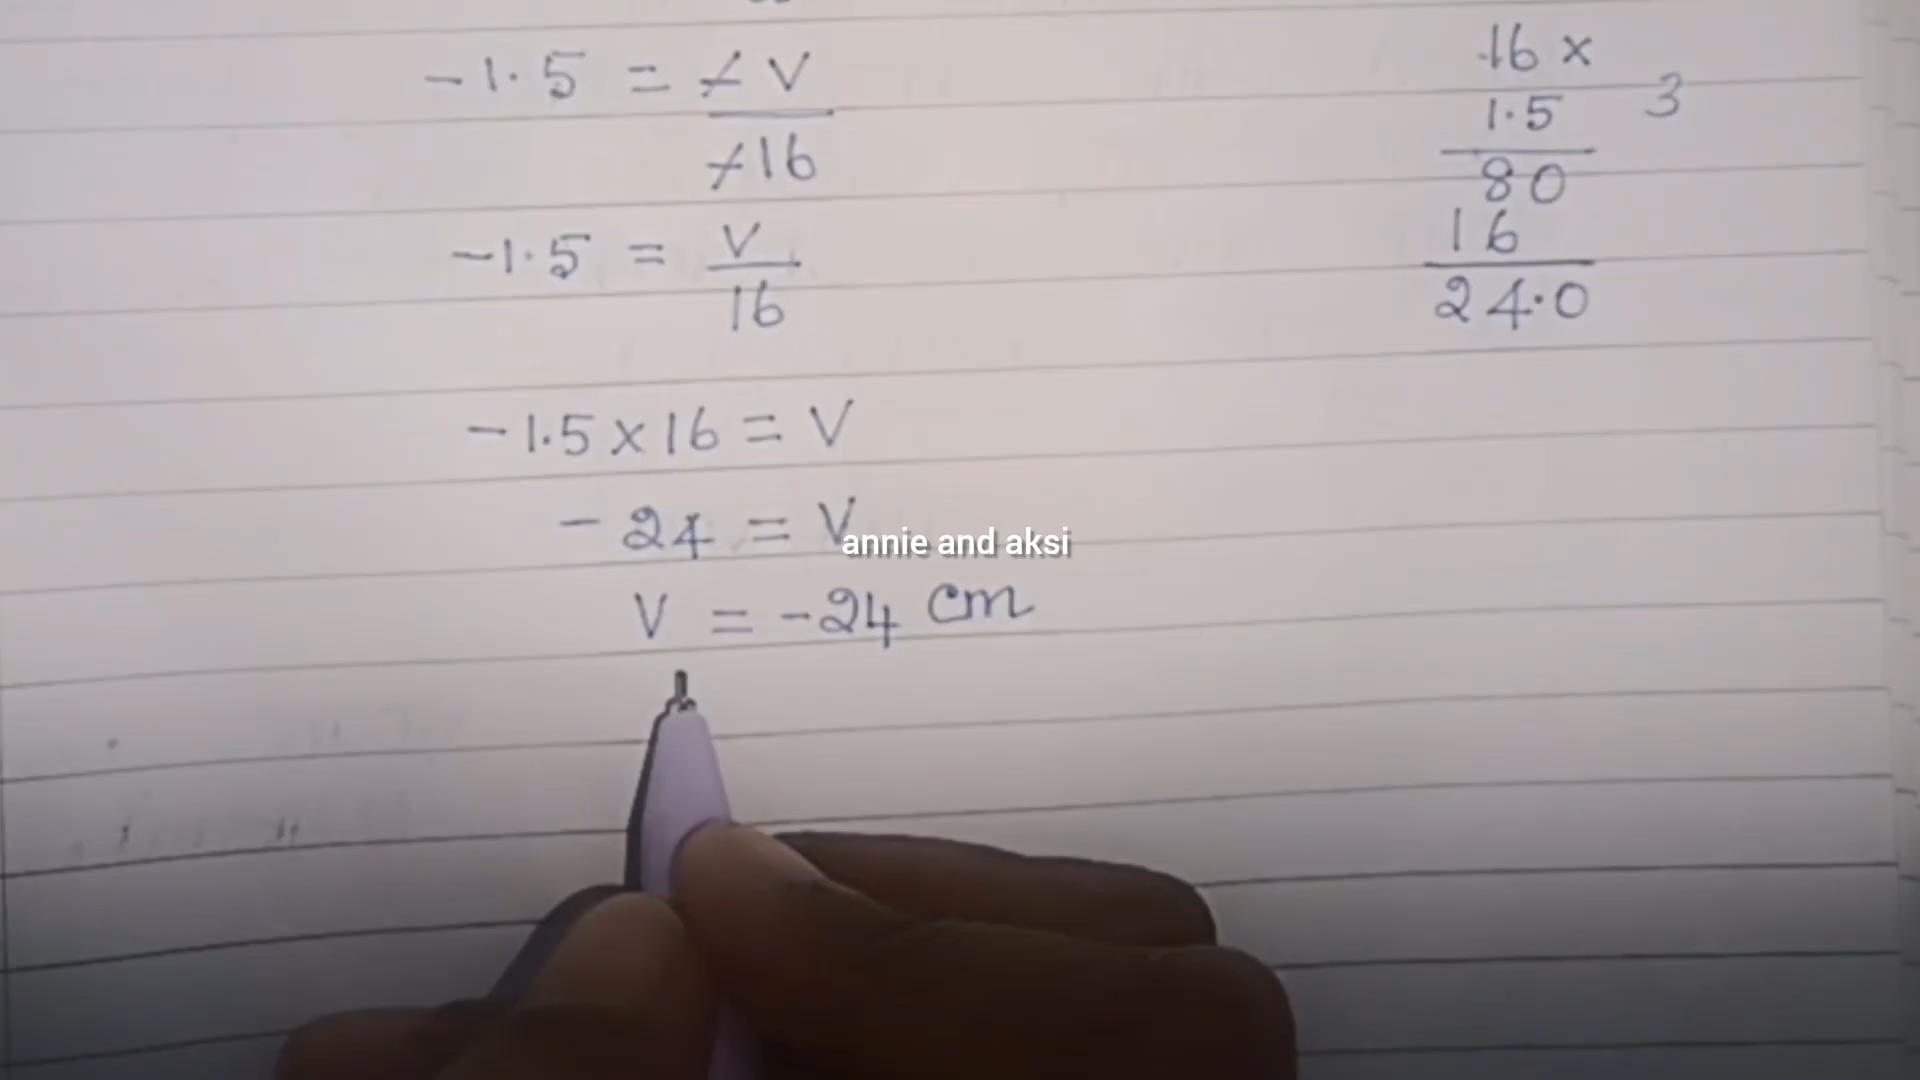 -1.5 = -V
-16
-1.5 = V
16
-1.5 x 16 = V
- 24 = V
V = -24 cm
16 x
1.5 3
80
16
24.0
annie and aksi